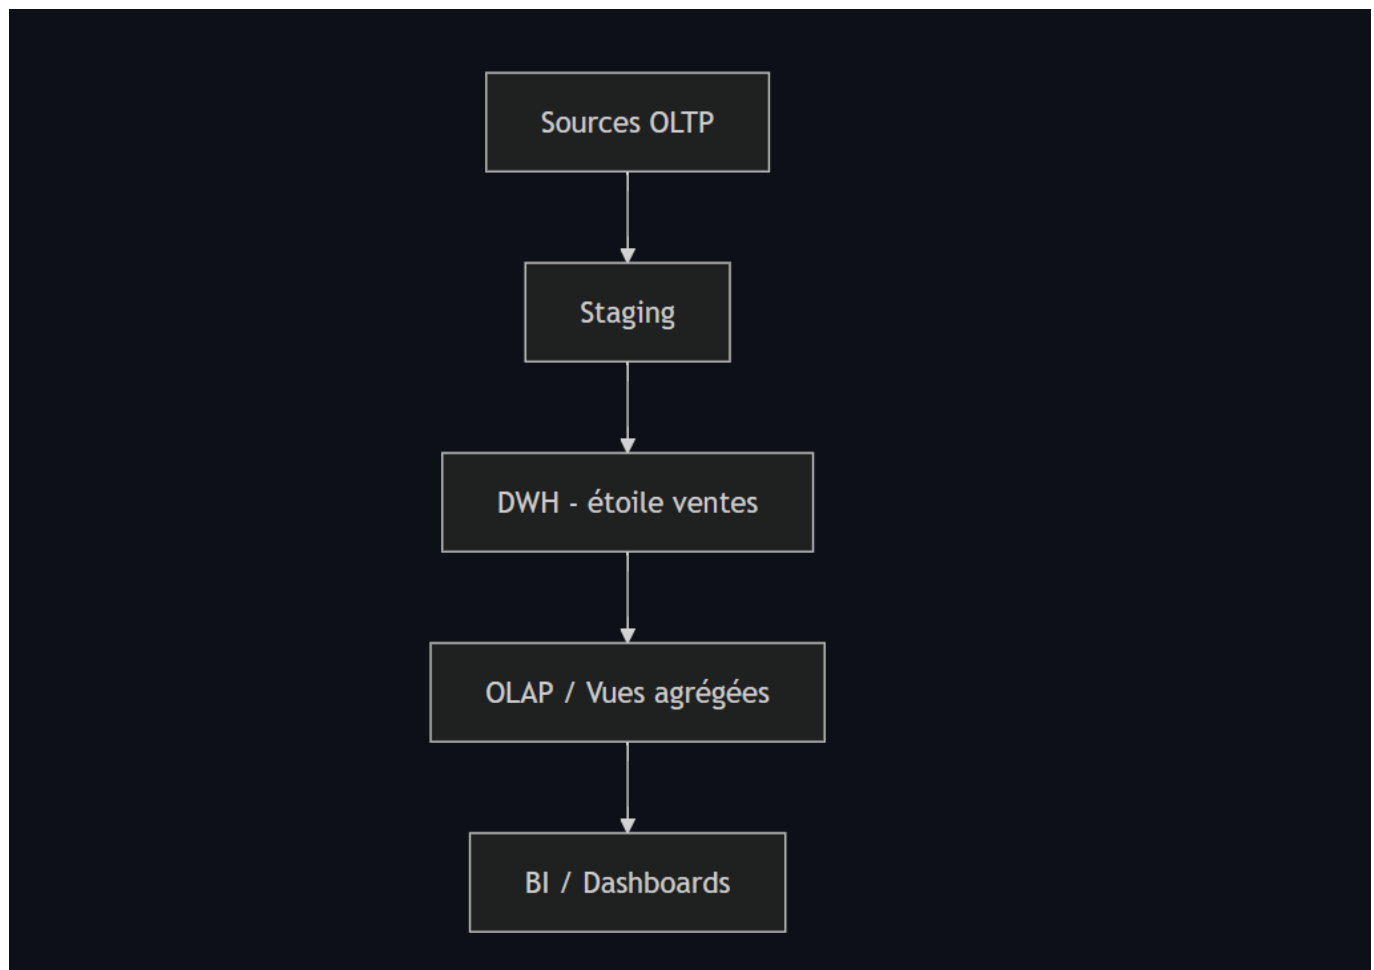 Sources OLTP
Staging
DWH - étoile ventes
OLAP / Vues agrégées
BI / Dashboards